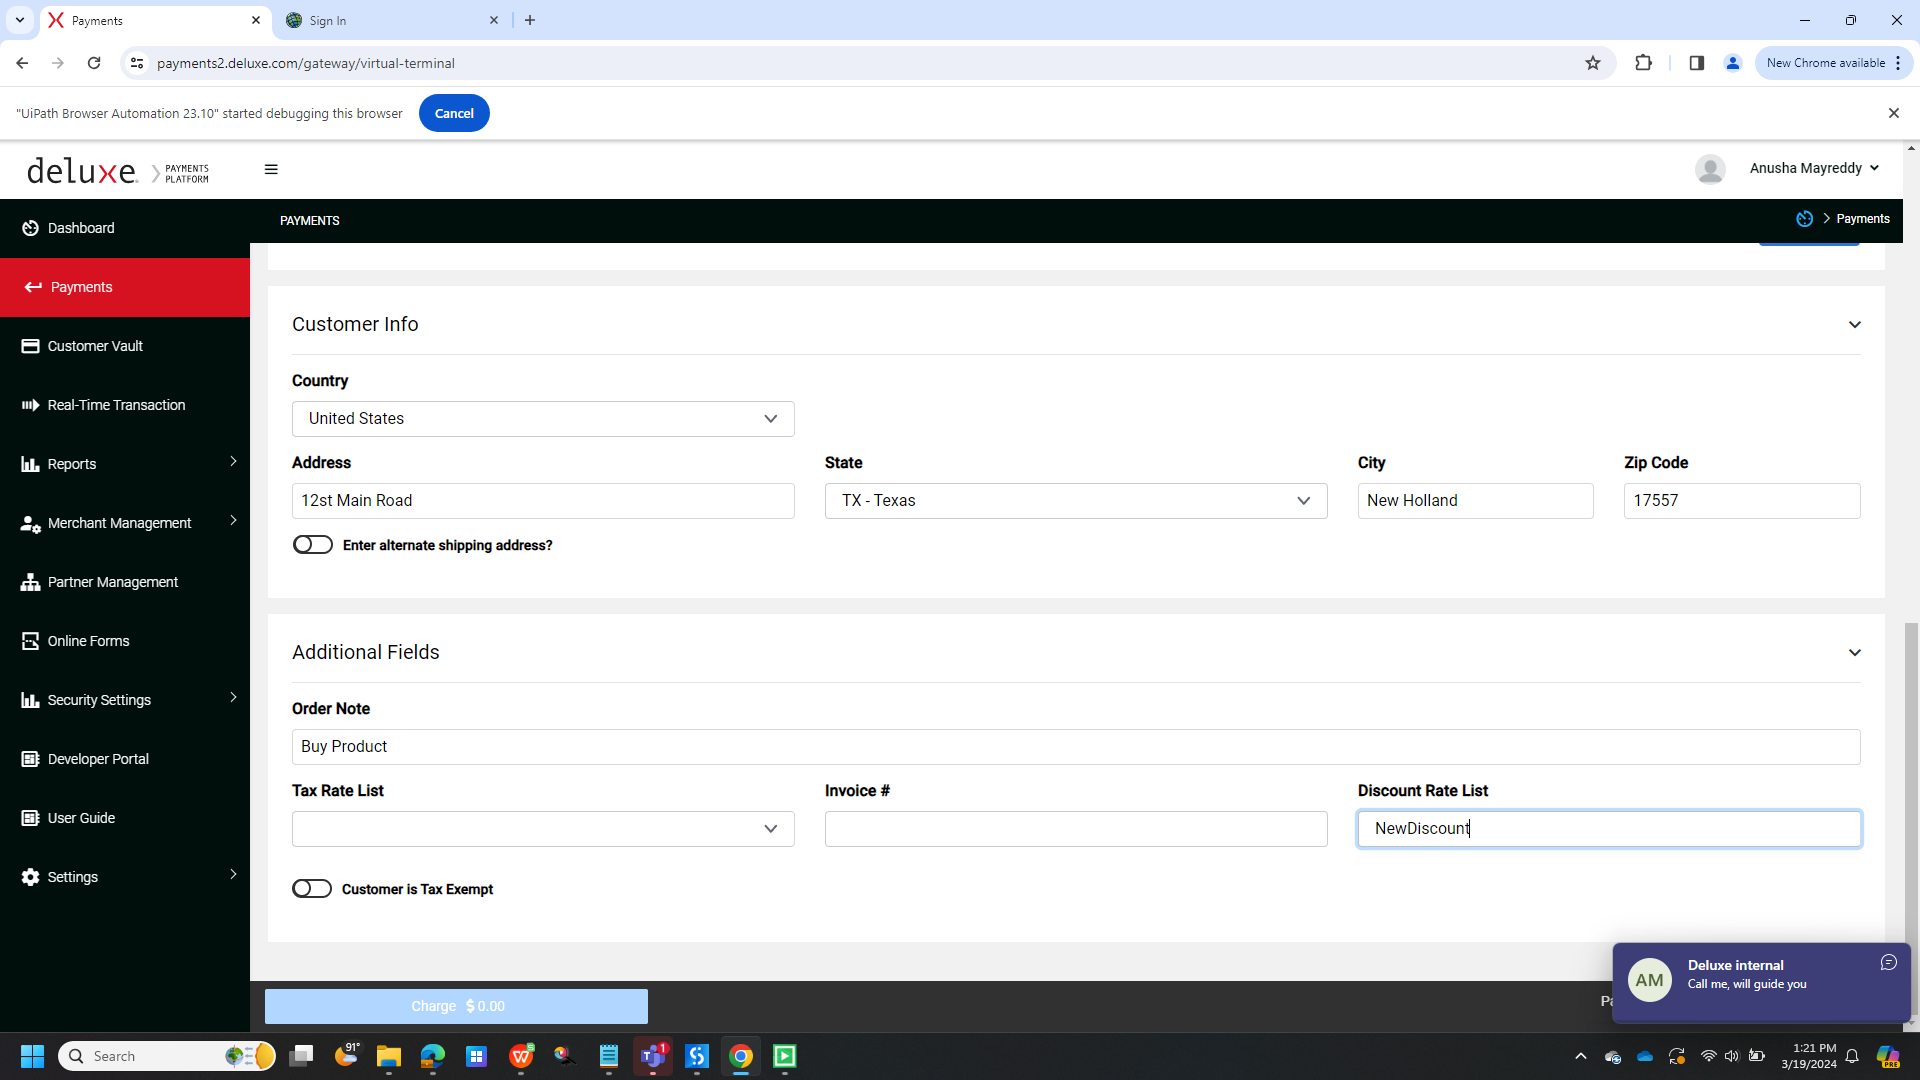 Payments
Sign In
payments2.deluxe.com/gateway/virtual-terminal
New Chrome available
"UiPath Browser Automation 23.10" started debugging this browser
Cancel
deluxe.
PAYMENTS
PLATFORM
Anusha Mayreddy
Dashboard
PAYMENTS
Payments
Payments
Customer Info
Customer Vault
Country
Real-Time Transaction
United States
Reports
Address
State
City
Zip Code
12st Main Road
TX - Texas
New Holland
17557
Merchant Management
Enter alternate shipping address?
Partner Management
Online Forms
Additional Fields
Security Settings
Order Note
Buy Product
Developer Portal
Tax Rate List
Invoice #
Discount Rate List
User Guide
NewDiscount
Settings
Customer is Tax Exempt
Deluxe internal
AM
Call me, will guide you
Charge $ 0.00
Pa
Search
91°
1
1:21 PM
3/19/2024
PRE